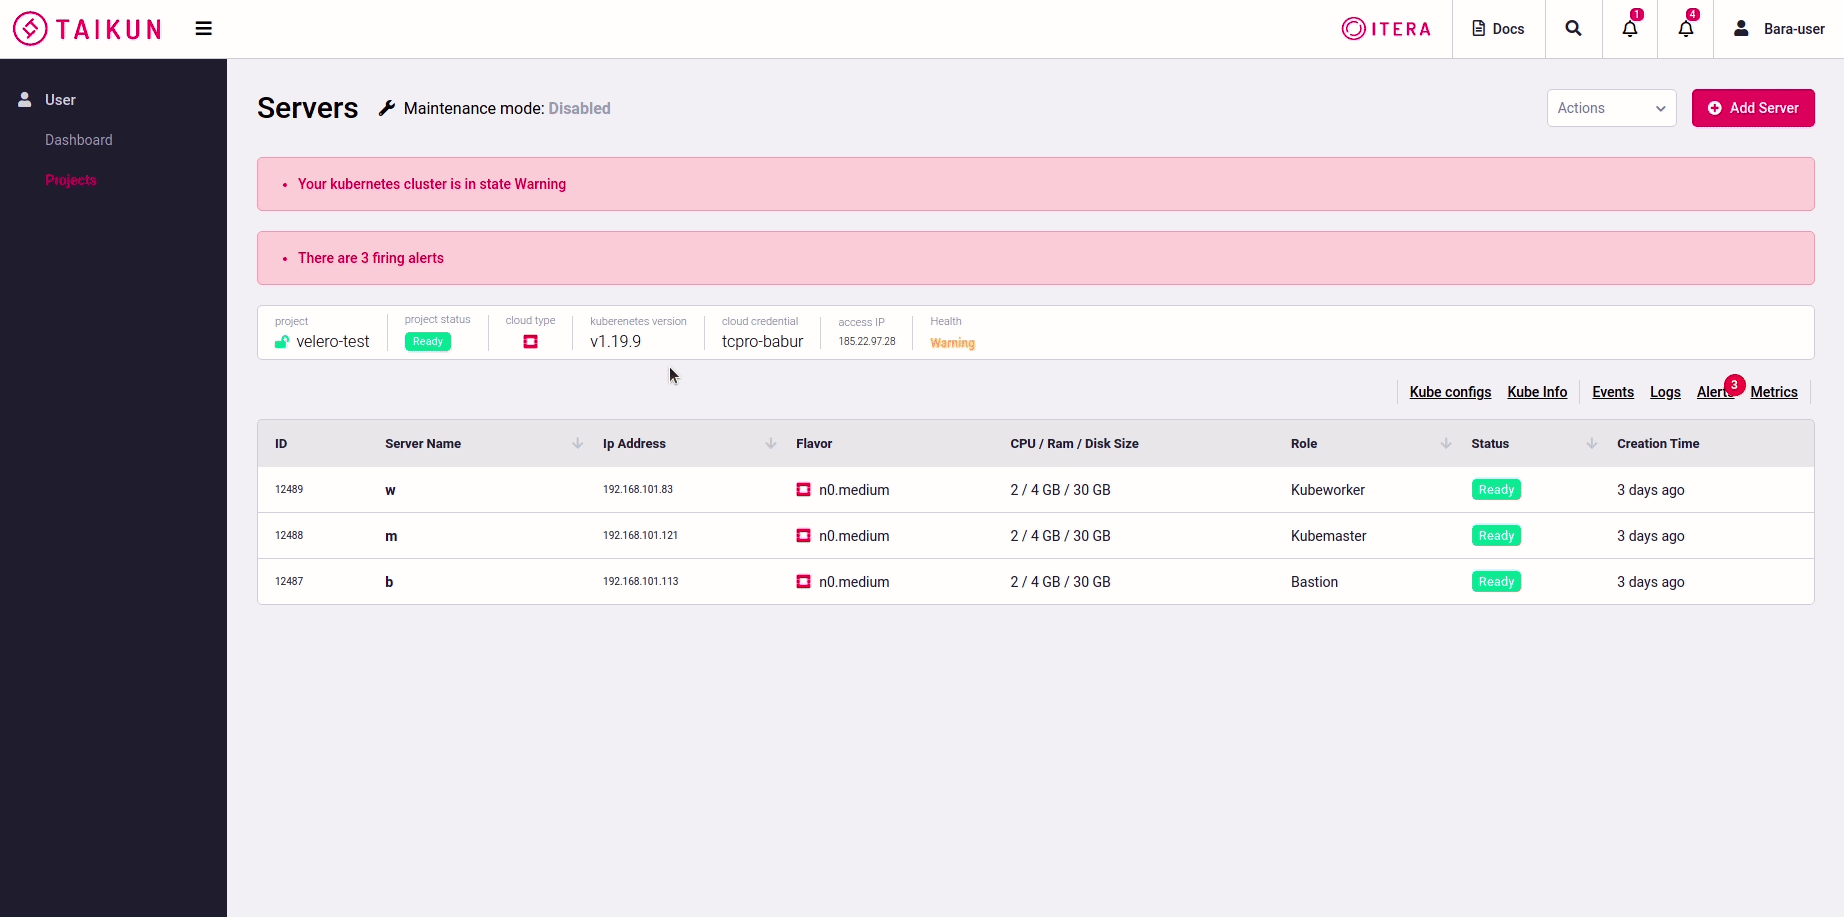 TAIKUN
ITERA
Docs
1
4
Bara-user
User
Dashboard
Projects
Servers
Maintenance mode: Disabled
Actions
Add Server
• Your kubernetes cluster is in state Warning
• There are 3 firing alerts
project project status cloud type kuberenetes version cloud credential access IP Health
velero-test Ready v1.19.9 tcpro-babur 185.22.97.28 Warning
Kube configs Kube Info Events Logs Alerts 3 Metrics
ID Server Name Ip Address Flavor CPU / Ram / Disk Size Role Status Creation Time
12489 w 192.168.101.83 n0.medium 2 / 4 GB / 30 GB Kubeworker Ready 3 days ago
12488 m 192.168.101.121 n0.medium 2 / 4 GB / 30 GB Kubemaster Ready 3 days ago
12487 b 192.168.101.113 n0.medium 2 / 4 GB / 30 GB Bastion Ready 3 days ago